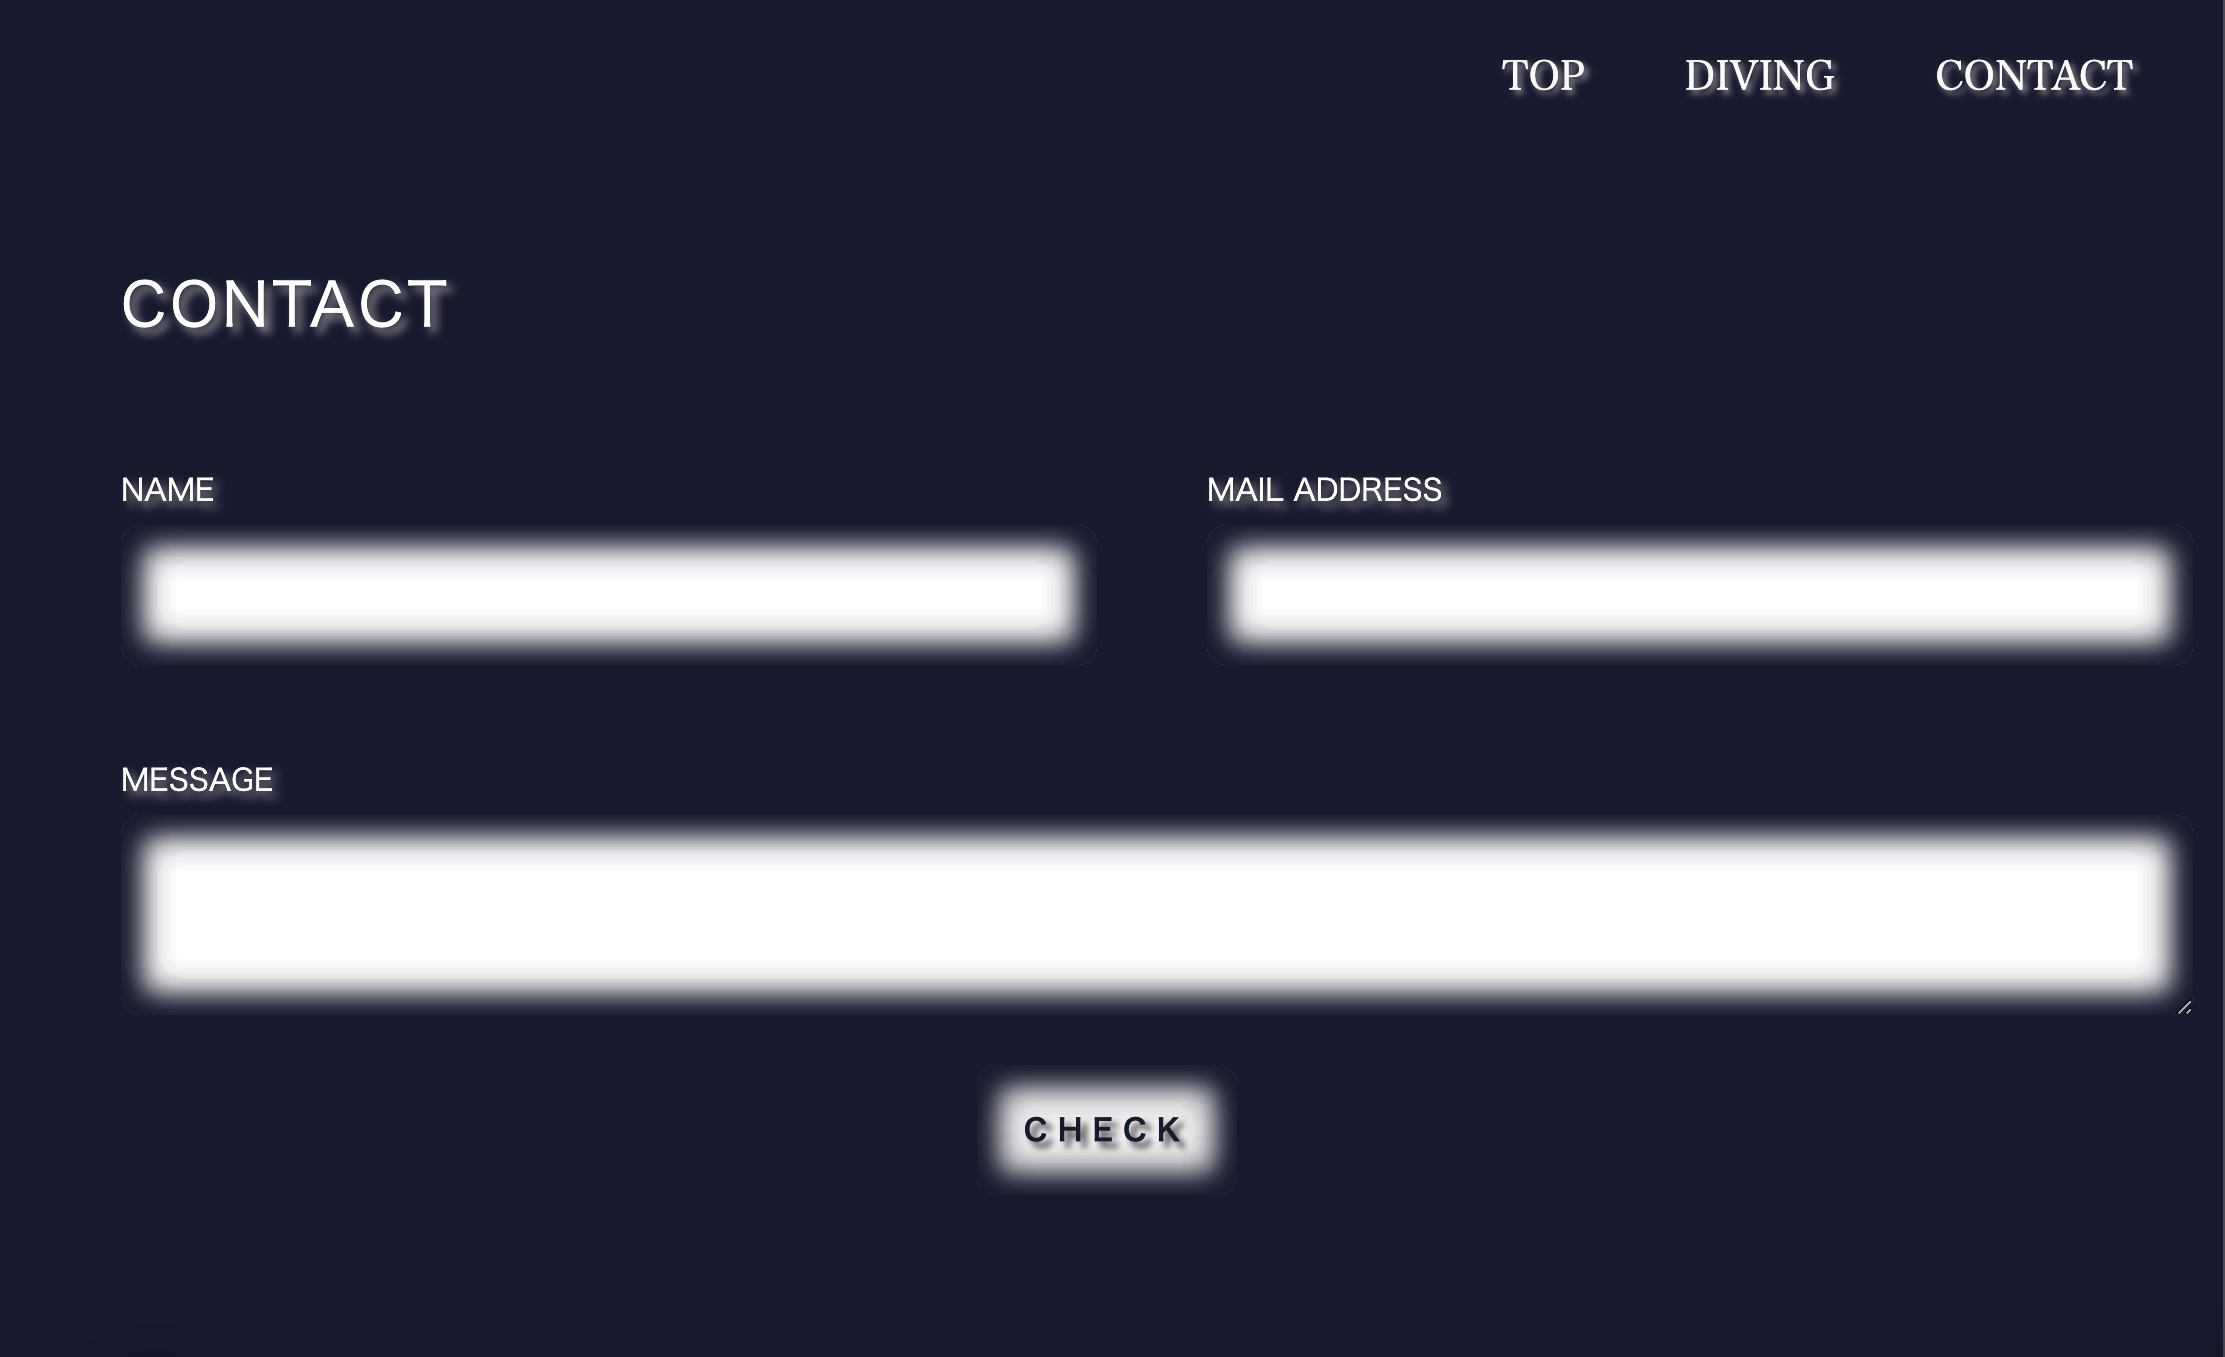 TOP DIVING CONTACT
CONTACT
NAME MAIL ADDRESS
MESSAGE
CHECK